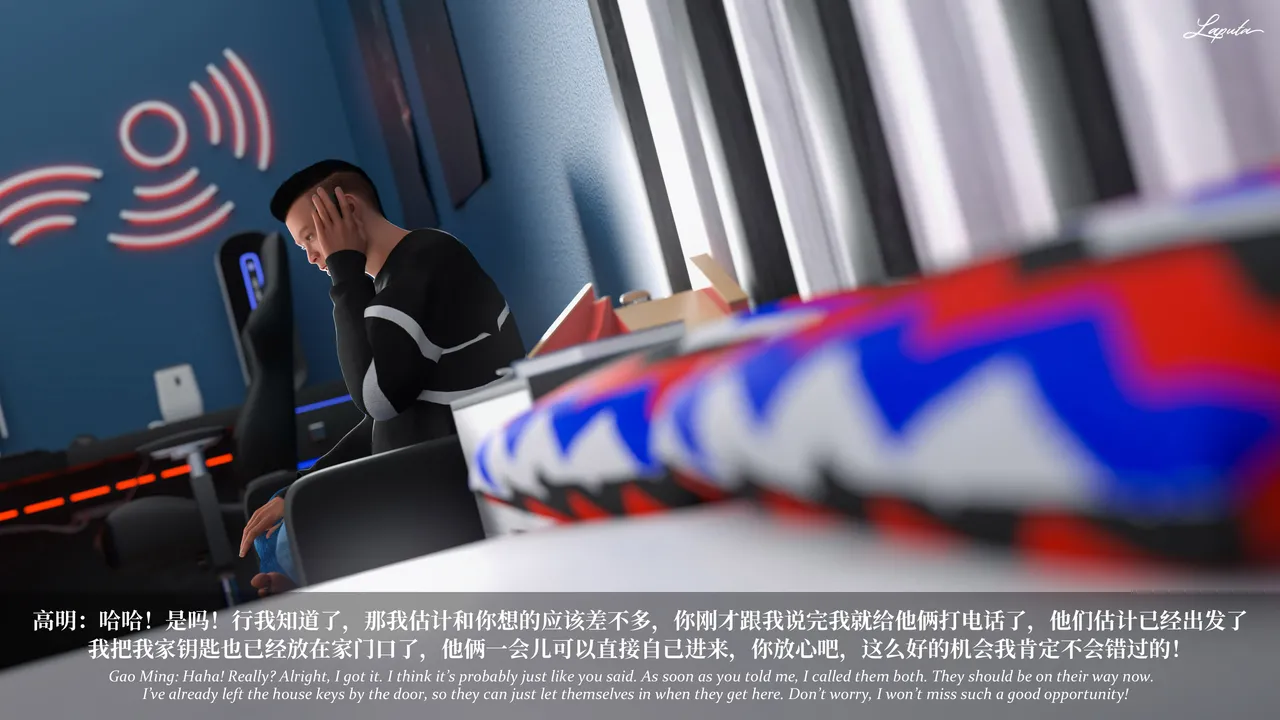 Laputa
高明：哈哈！是吗！行我知道了，那我估计和你想的应该差不多，你刚才跟我说完我就给他俩打电话了，他们估计已经出发了
我把我家钥匙也已经放在家门口了，他俩一会儿可以直接自己进来，你放心吧，这么好的机会我肯定不会错过的！
Gao Ming: Haha! Really? Alright, I got it. I think it's probably just like you said. As soon as you told me, I called them both. They should be on their way now.
I've already left the house keys by the door, so they can just let themselves in when they get here. Don't worry, I won't miss such a good opportunity!